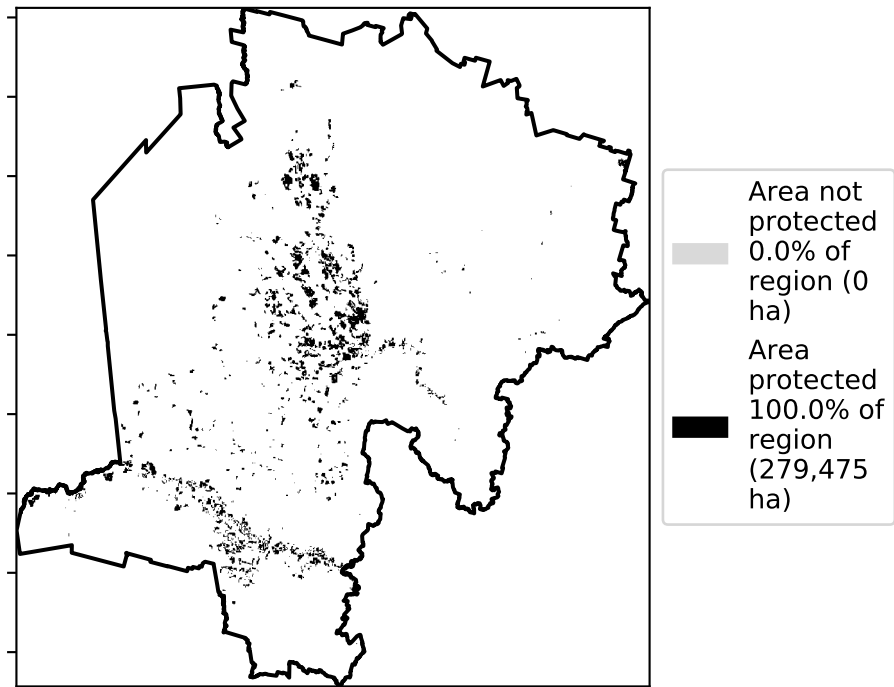 Area not
protected
0.0% of
region (0
ha)
Area
protected
100.0% of
region
(279,475
ha)